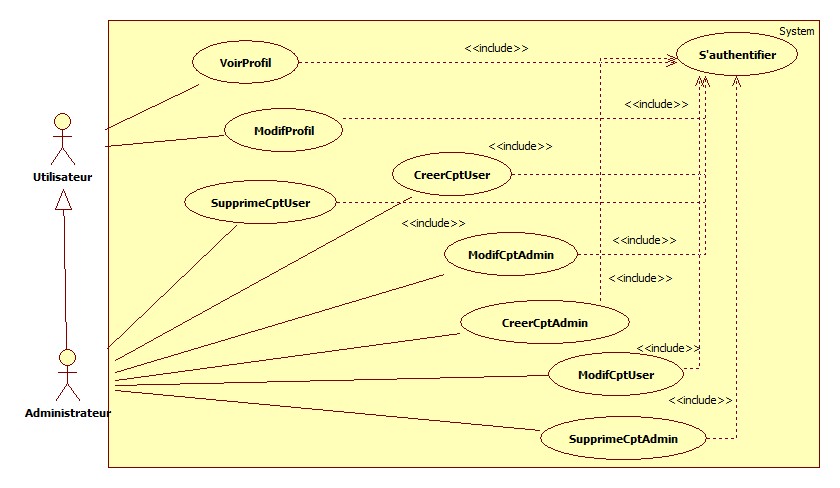 System
<<include>>
S'authentifier
VoirProfil
<<include>>
ModifProfil
<<include>>
Utilisateur
CreerCptUser
SupprimeCptUser
<<include>>
<<include>>
ModifCptAdmin
<<include>>
CreerCptAdmin
<<include>>
ModifCptUser
<<include>>
Administrateur
SupprimeCptAdmin